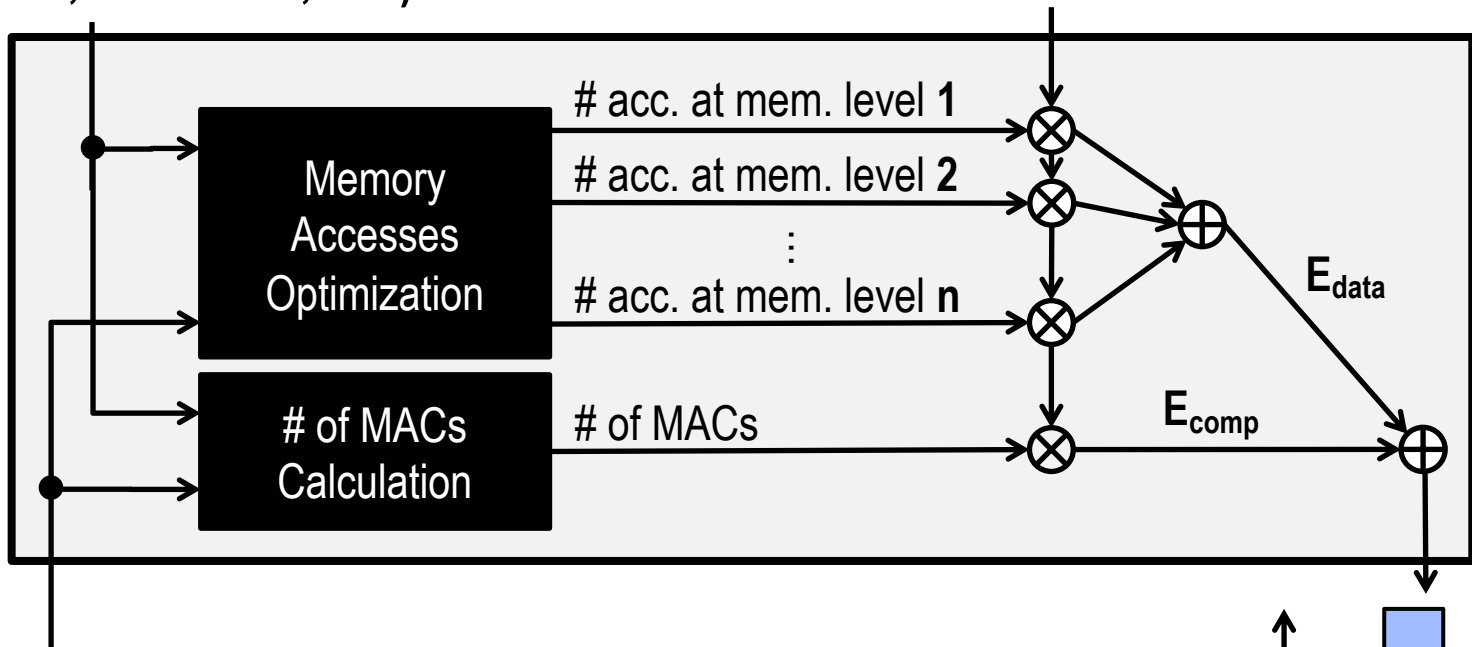 # acc. at mem. level 1
Memory
Accesses
Optimization
# acc. at mem. level 2
⋮
# acc. at mem. level n
E_data
# of MACs
Calculation
# of MACs
E_comp